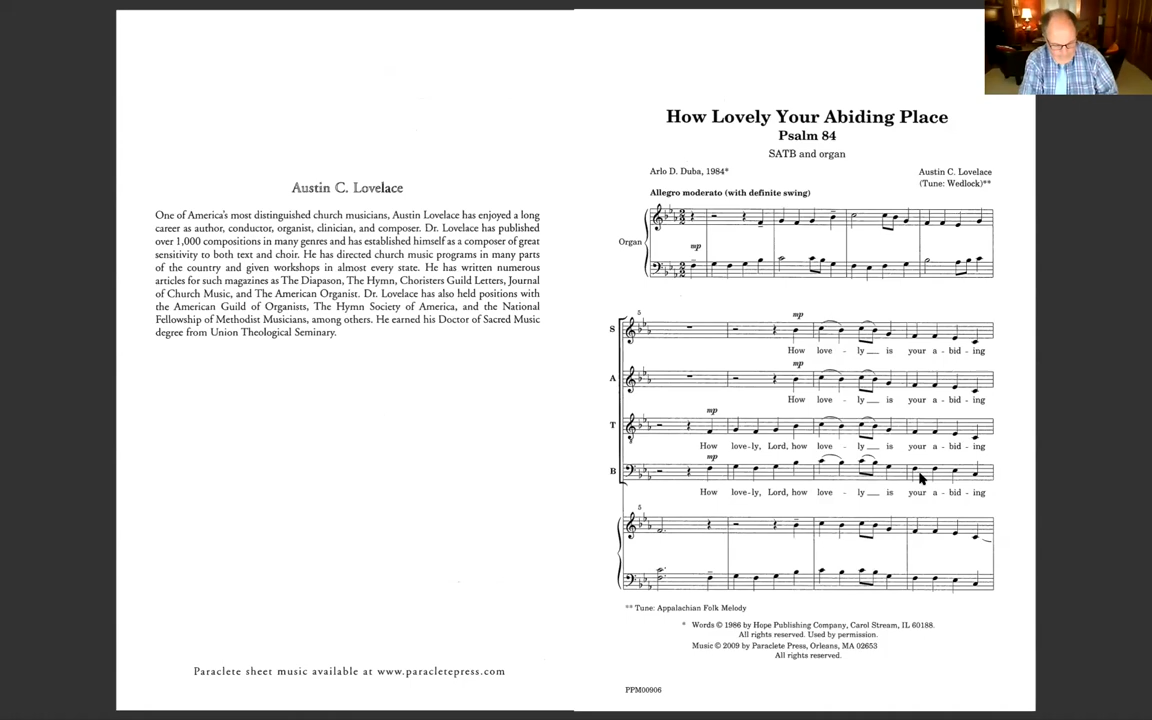 Austin C. Lovelace
One of America's most distinguished church musicians, Austin Lovelace has enjoyed a long
career as author, conductor, organist, clinician, and composer. Dr. Lovelace has published
over 1,000 compositions in many genres and has established himself as a composer of great
sensitivity to both text and choir. He has directed church music programs in many parts
of the country and given workshops in almost every state. He has written numerous
articles for such magazines as The Diapason, The Hymn, Choristers Guild Letters, Journal
of Church Music, and The American Organist. Dr. Lovelace has also held positions with
the American Guild of Organists, The Hymn Society of America, and the National
Fellowship of Methodist Musicians, among others. He earned his Doctor of Sacred Music
degree from Union Theological Seminary.
Paraclete sheet music available at www.paracletepress.com
How Lovely Your Abiding Place
Psalm 84
SATB and organ
Arlo D. Duba, 1984*
Austin C. Lovelace
(Tune: Wedlock)**
Allegro moderato (with definite swing)
Organ
mp
5
mp
S
How love - ly is your a - bid - ing
mp
A
How love - ly is your a - bid - ing
mp
T
How love-ly, Lord, how love - ly is your a - bid - ing
mp
B
How love-ly, Lord, how love - ly is your a - bid - ing
5
** Tune: Appalachian Folk Melody
* Words © 1986 by Hope Publishing Company, Carol Stream, IL 60188.
All rights reserved. Used by permission.
Music © 2009 by Paraclete Press, Orleans, MA 02653
All rights reserved.
PPM00906